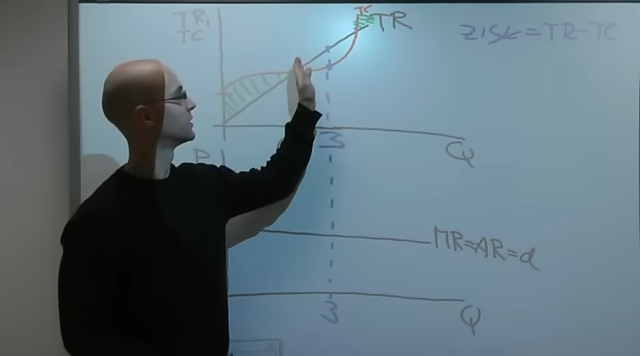 TR,
TC
TC
TR
ZISK = TR - TC
3
Q
P
MR=AR=d
3
Q